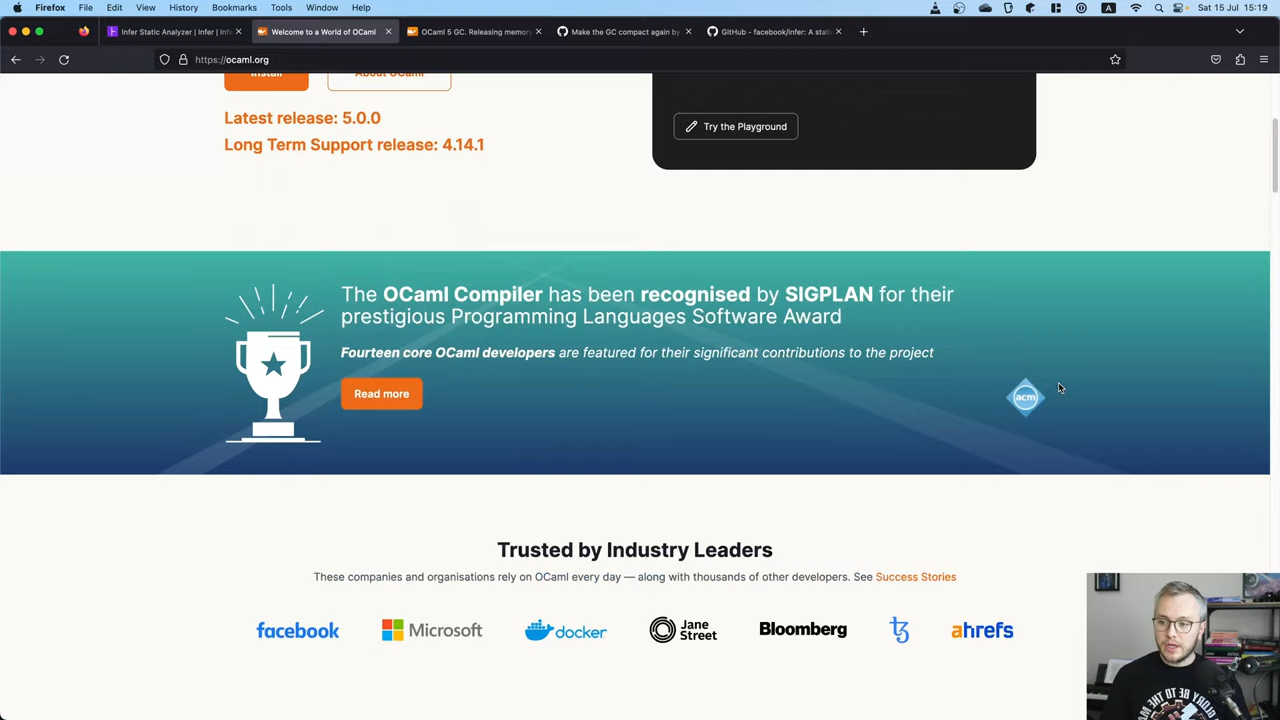 Firefox File Edit View History Bookmarks Tools Window Help
A
Sat 15 Jul 15:19
Infer Static Analyzer | Infer | Inf
Welcome to a World of OCaml
OCaml 5 GC. Releasing memory
Make the GC compact again by
GitHub - facebook/infer: A stati
https://ocaml.org
Install
About OCaml
Latest release: 5.0.0
Long Term Support release: 4.14.1
Try the Playground
The OCaml Compiler has been recognised by SIGPLAN for their
prestigious Programming Languages Software Award
Fourteen core OCaml developers are featured for their significant contributions to the project
Read more
acm
Trusted by Industry Leaders
These companies and organisations rely on OCaml every day — along with thousands of other developers. See Success Stories
facebook
Microsoft
docker
Jane
Street
Bloomberg
ahrefs